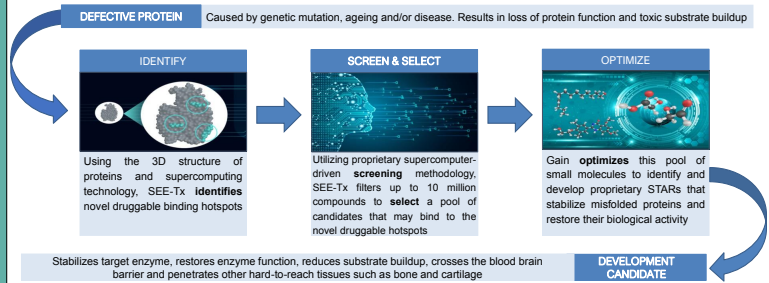 DEFECTIVE PROTEIN
Caused by genetic mutation, ageing and/or disease. Results in loss of protein function and toxic substrate buildup
IDENTIFY
Using the 3D structure of
proteins and supercomputing
technology, SEE-Tx identifies
novel druggable binding hotspots
SCREEN & SELECT
Utilizing proprietary supercomputer-
driven screening methodology,
SEE-Tx filters up to 10 million
compounds to select a pool of
candidates that may bind to the
novel druggable hotspots
OPTIMIZE
Gain optimizes this pool of
small molecules to identify and
develop proprietary STARs that
stabilize misfolded proteins and
restore their biological activity
Stabilizes target enzyme, restores enzyme function, reduces substrate buildup, crosses the blood brain
barrier and penetrates other hard-to-reach tissues such as bone and cartilage
DEVELOPMENT
CANDIDATE